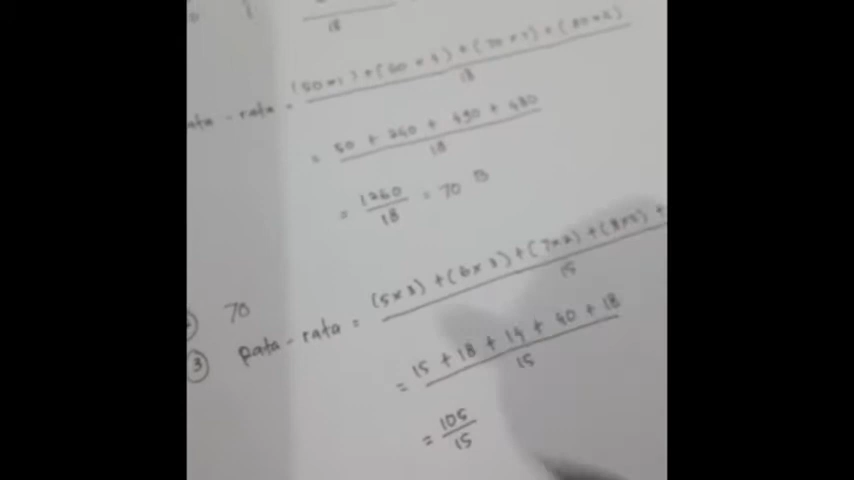 18
rata - rata = (50×1) + (60×4) + (70×7) + (80×6)
18
= 50 + 240 + 490 + 480
18
= 1260
18
= 70 B
70
③ Rata - rata = (5×3) + (6×3) + (7×2) + (8×5) +
15
= 15 + 18 + 14 + 40 + 18
15
= 105
15